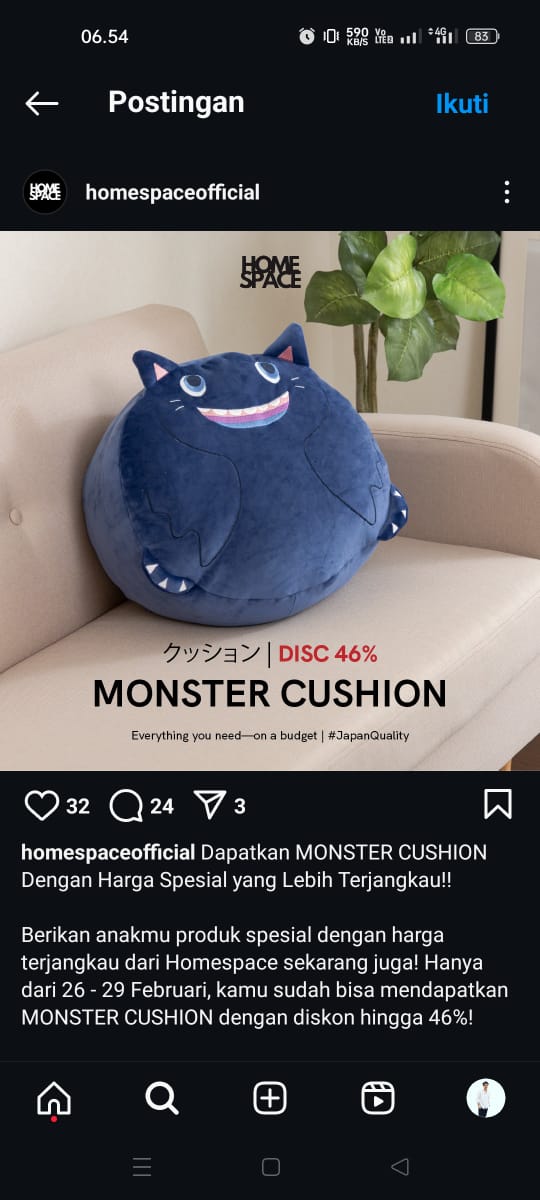 06.54
590
KB/S
Vo
LTE2
4G
83
Postingan
Ikuti
HOME
SPACE
homespaceofficial
HOME
SPACE
クッション | DISC 46%
MONSTER CUSHION
Everything you need—on a budget | #JapanQuality
32
24
3
homespaceofficial Dapatkan MONSTER CUSHION
Dengan Harga Spesial yang Lebih Terjangkau!!
Berikan anakmu produk spesial dengan harga
terjangkau dari Homespace sekarang juga! Hanya
dari 26 - 29 Februari, kamu sudah bisa mendapatkan
MONSTER CUSHION dengan diskon hingga 46%!